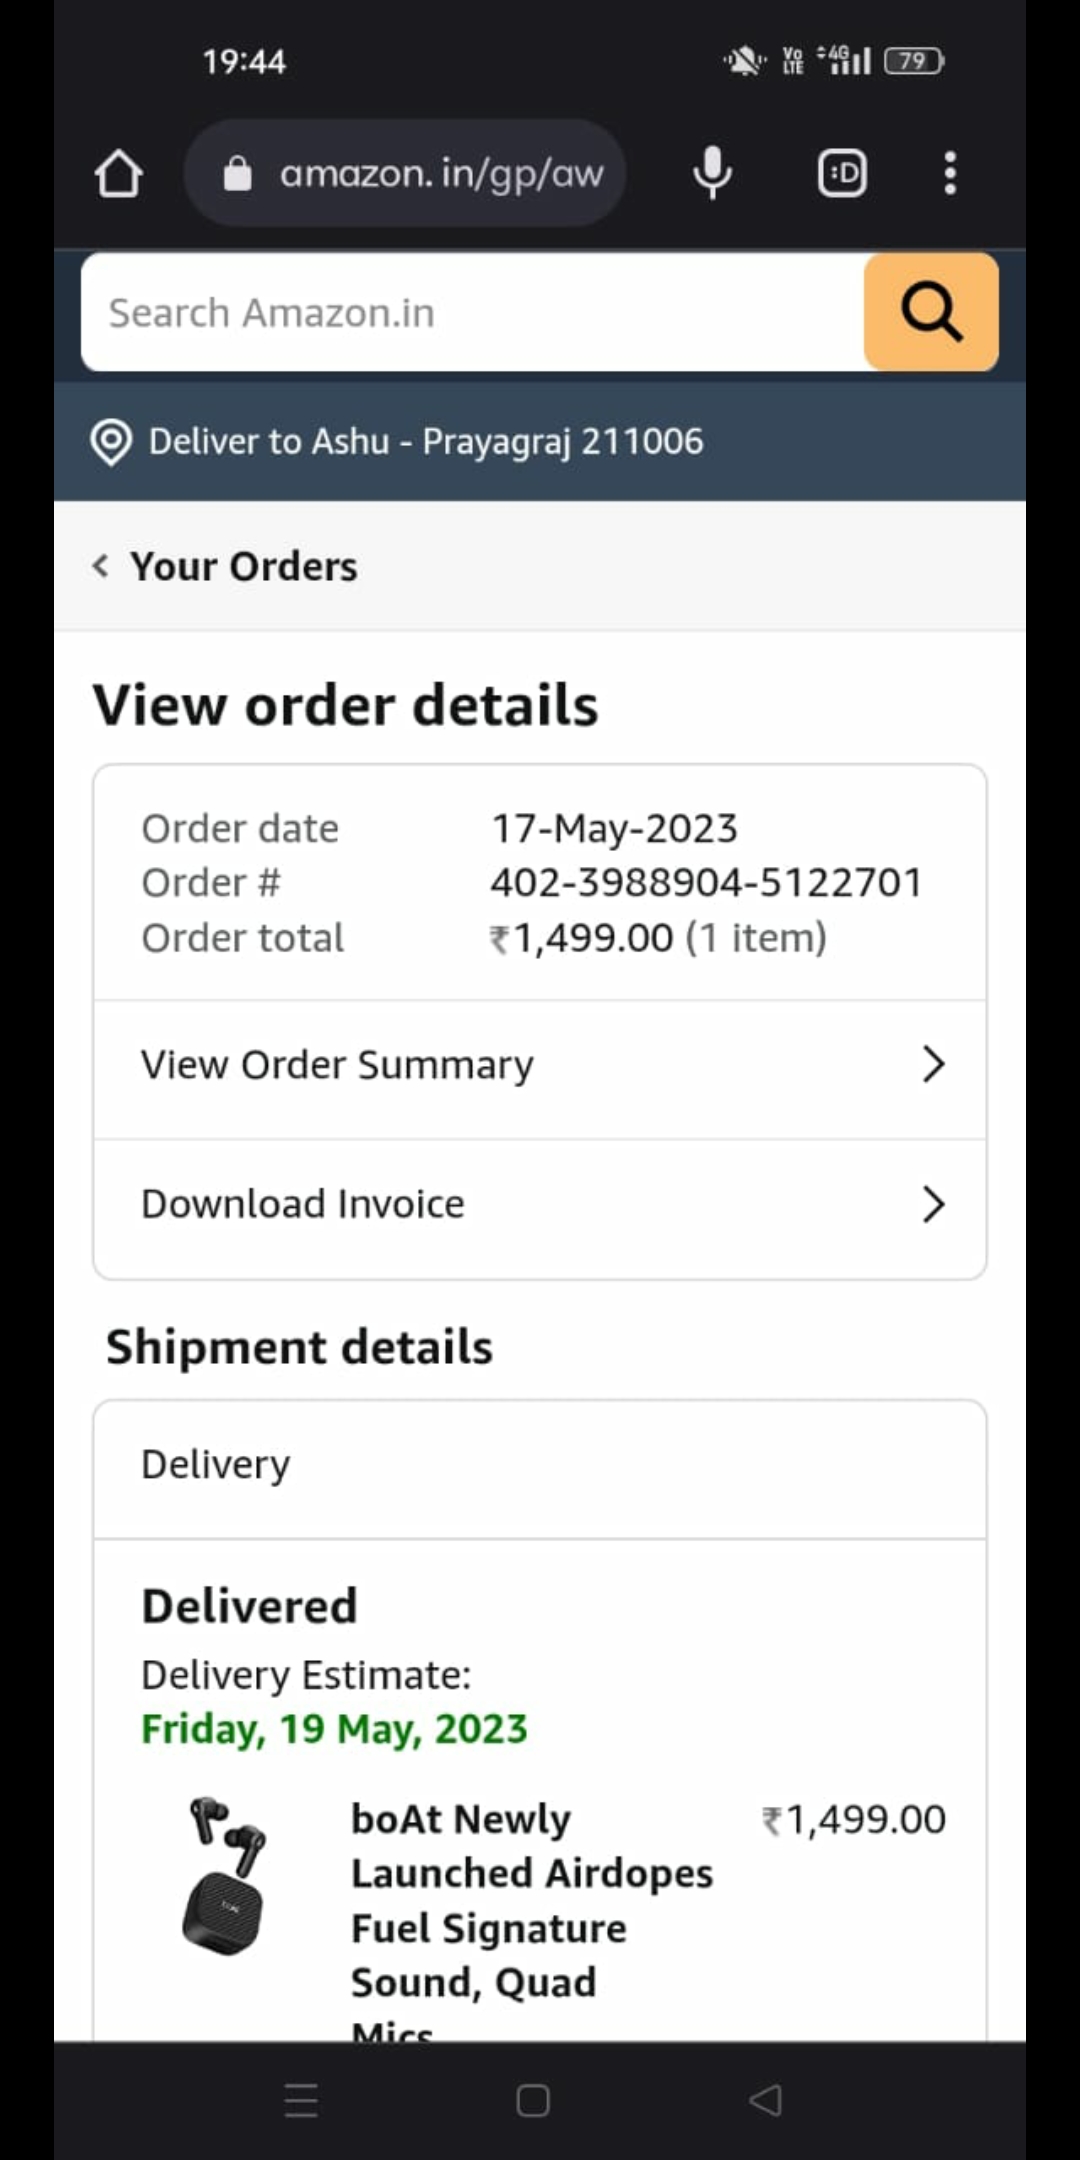 19:44
Vo LTE 4G 79
amazon.in/gp/aw
:D
Search Amazon.in
Deliver to Ashu - Prayagraj 211006
Your Orders
View order details
Order date 17-May-2023
Order # 402-3988904-5122701
Order total ₹1,499.00 (1 item)
View Order Summary
Download Invoice
Shipment details
Delivery
Delivered
Delivery Estimate:
Friday, 19 May, 2023
boAt Newly ₹1,499.00
Launched Airdopes
Fuel Signature
Sound, Quad
Mics